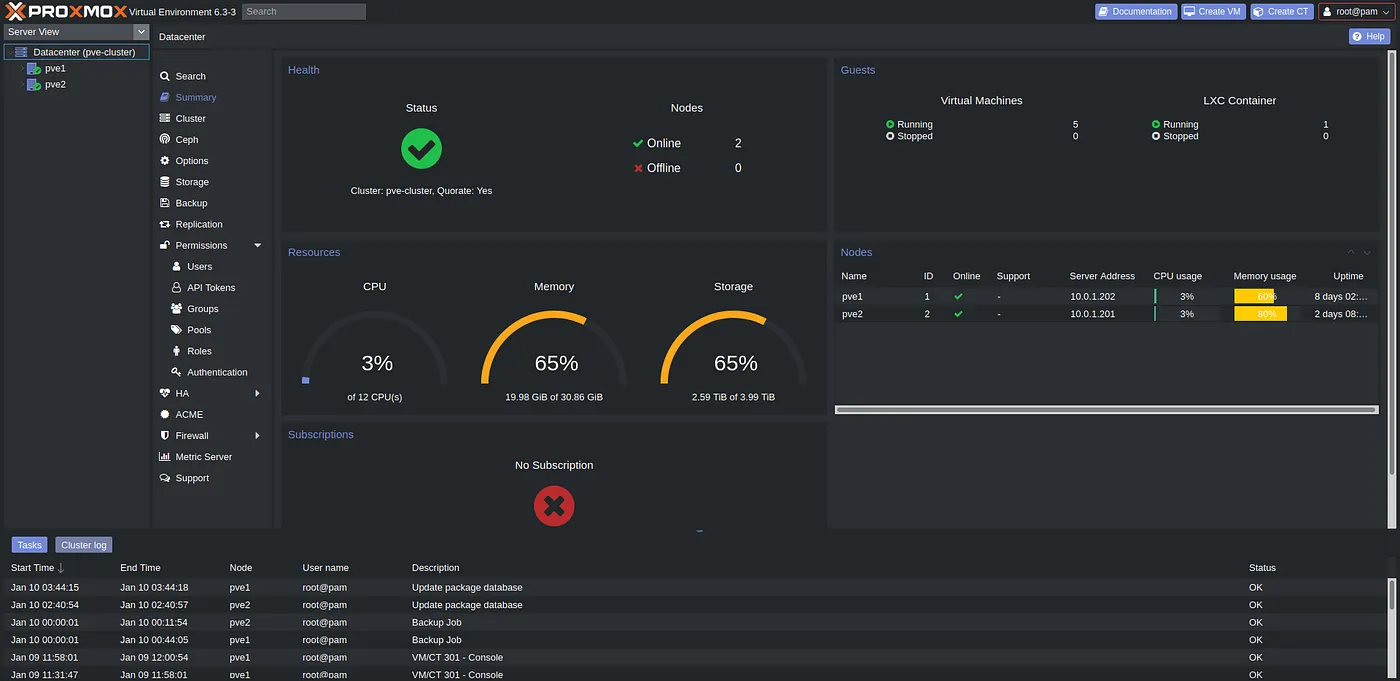 PROXMOX Virtual Environment 6.3-3 Search Documentation Create VM Create CT root@pam
Server View
Datacenter Help
Datacenter (pve-cluster)
pve1
pve2
Search
Summary
Cluster
Ceph
Options
Storage
Backup
Replication
Permissions
Users
API Tokens
Groups
Pools
Roles
Authentication
HA
ACME
Firewall
Metric Server
Support
Health
Status
Cluster: pve-cluster, Quorate: Yes
Nodes
Online 2
Offline 0
Guests
Virtual Machines
Running 5
Stopped 0
LXC Container
Running 1
Stopped 0
Resources
CPU
3%
of 12 CPU(s)
Memory
65%
19.98 GiB of 30.86 GiB
Storage
65%
2.59 TiB of 3.99 TiB
Nodes
Name ID Online Support Server Address CPU usage Memory usage Uptime
pve1 1 - 10.0.1.202 3% 60% 8 days 02:...
pve2 2 - 10.0.1.201 3% 80% 2 days 08:...
Subscriptions
No Subscription
Tasks Cluster log
Start Time End Time Node User name Description Status
Jan 10 03:44:15 Jan 10 03:44:18 pve1 root@pam Update package database OK
Jan 10 02:40:54 Jan 10 02:40:57 pve2 root@pam Update package database OK
Jan 10 00:00:01 Jan 10 00:11:54 pve2 root@pam Backup Job OK
Jan 10 00:00:01 Jan 10 00:44:05 pve1 root@pam Backup Job OK
Jan 09 11:58:01 Jan 09 12:00:54 pve1 root@pam VM/CT 301 - Console OK
Jan 09 11:31:47 Jan 09 11:58:01 pve1 root@pam VM/CT 301 - Console OK